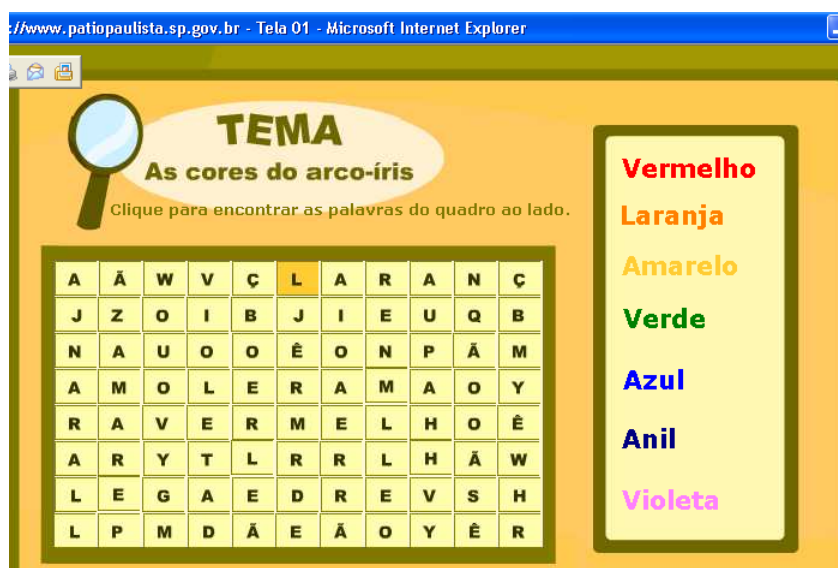 ://www.patiopaulista.sp.gov.br - Tela 01 - Microsoft Internet Explorer
TEMA
As cores do arco-íris
Clique para encontrar as palavras do quadro ao lado.
A Ã W V Ç L A R A N Ç
J Z O I B J I E U Q B
N A U O O Ê O N P Ã M
A M O L E R A M A O Y
R A V E R M E L H O Ê
A R Y T L R R L H Ã W
L E G A E D R E V S H
L P M D Ã E Ã O Y Ê R
Vermelho
Laranja
Amarelo
Verde
Azul
Anil
Violeta